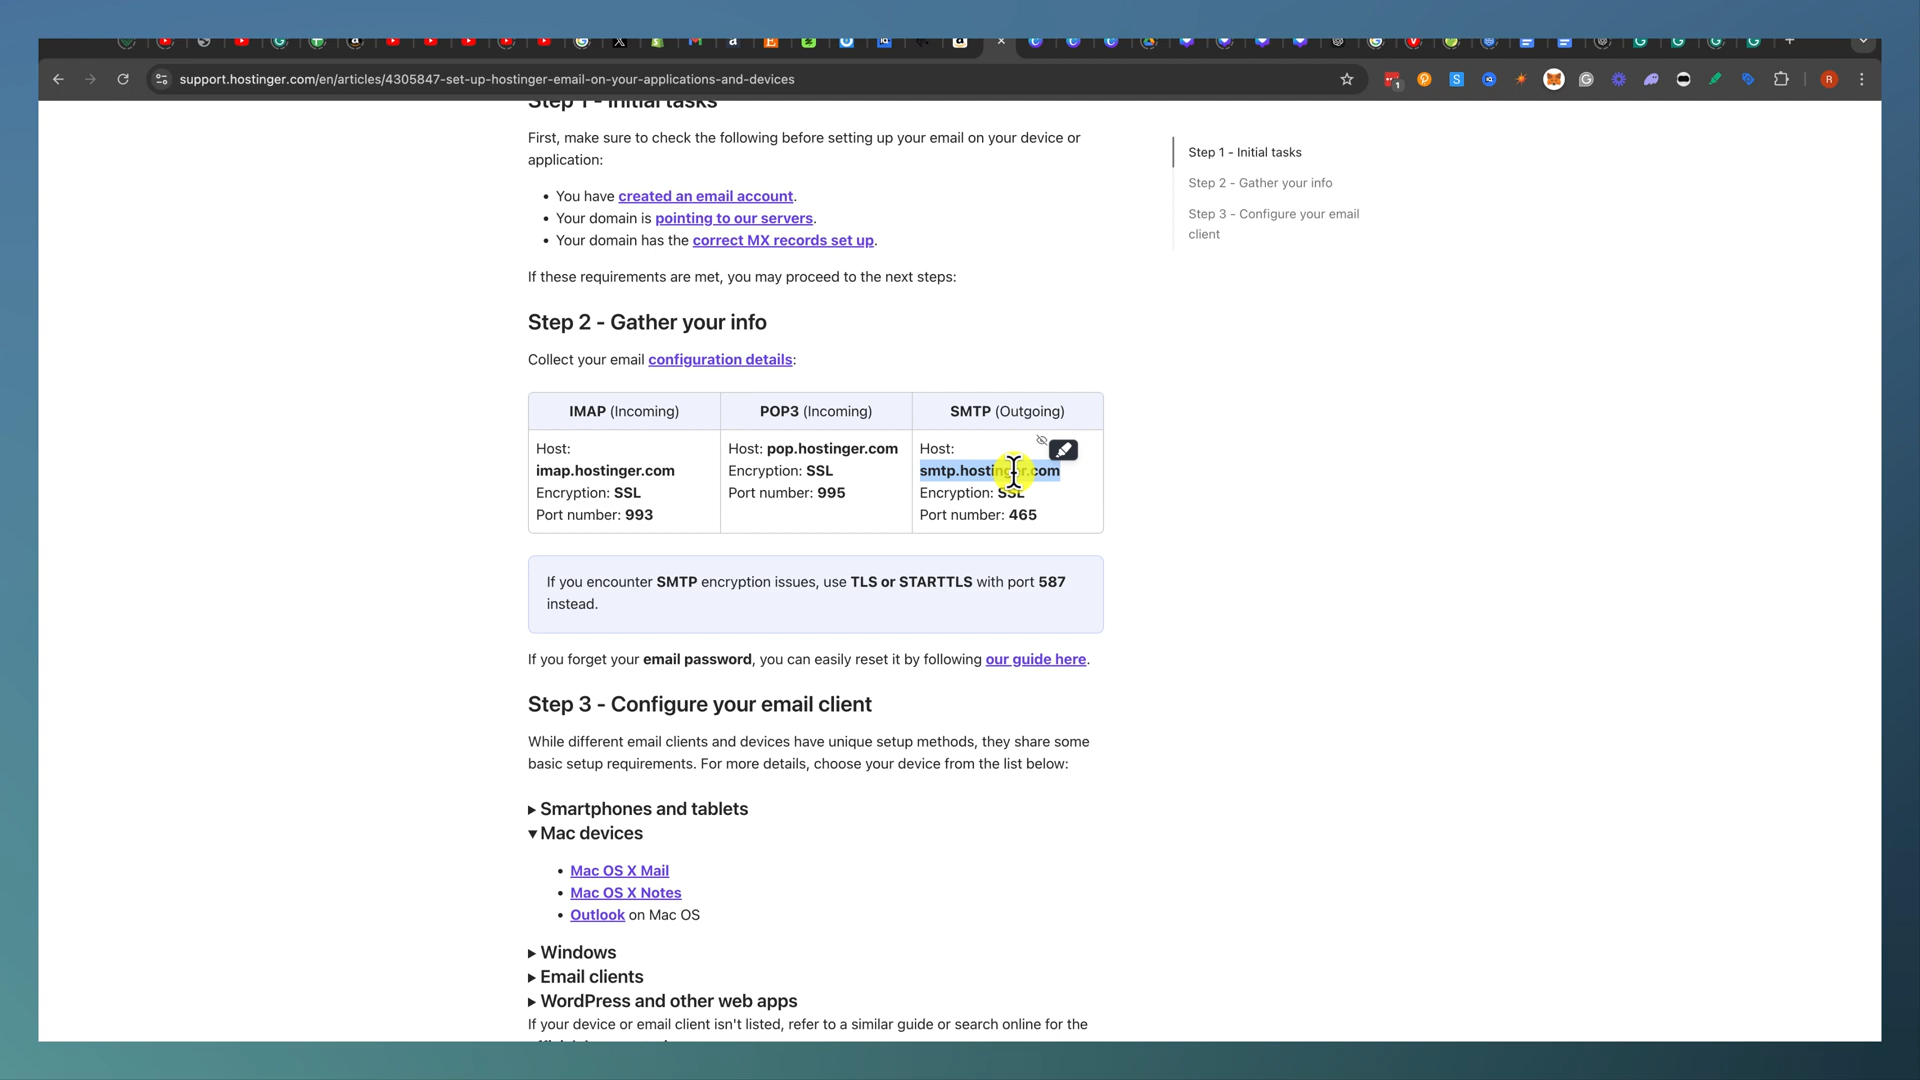 support.hostinger.com/en/articles/4305847-set-up-hostinger-email-on-your-applications-and-devices
Step 1 - Initial tasks
First, make sure to check the following before setting up your email on your device or
application:
• You have created an email account.
• Your domain is pointing to our servers.
• Your domain has the correct MX records set up.
If these requirements are met, you may proceed to the next steps:
Step 2 - Gather your info
Collect your email configuration details:
IMAP (Incoming)
POP3 (Incoming)
SMTP (Outgoing)
Host:
imap.hostinger.com
Encryption: SSL
Port number: 993
Host: pop.hostinger.com
Encryption: SSL
Port number: 995
Host:
smtp.hostinger.com
Encryption: SSL
Port number: 465
If you encounter SMTP encryption issues, use TLS or STARTTLS with port 587
instead.
If you forget your email password, you can easily reset it by following our guide here.
Step 3 - Configure your email client
While different email clients and devices have unique setup methods, they share some
basic setup requirements. For more details, choose your device from the list below:
▸ Smartphones and tablets
▾ Mac devices
• Mac OS X Mail
• Mac OS X Notes
• Outlook on Mac OS
▸ Windows
▸ Email clients
▸ WordPress and other web apps
If your device or email client isn't listed, refer to a similar guide or search online for the
Step 1 - Initial tasks
Step 2 - Gather your info
Step 3 - Configure your email
client